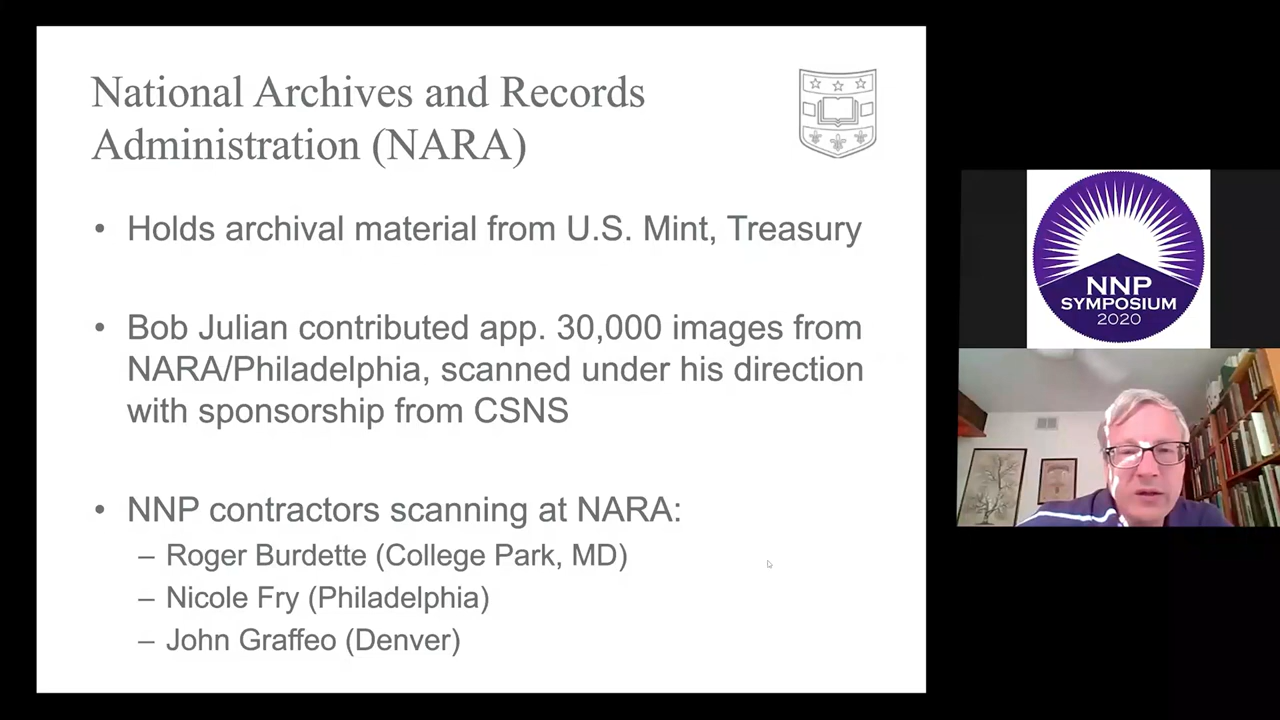 National Archives and Records
Administration (NARA)
• Holds archival material from U.S. Mint, Treasury
• Bob Julian contributed app. 30,000 images from
NARA/Philadelphia, scanned under his direction
with sponsorship from CSNS
• NNP contractors scanning at NARA:
– Roger Burdette (College Park, MD)
– Nicole Fry (Philadelphia)
– John Graffeo (Denver)
NNP
SYMPOSIUM
2020